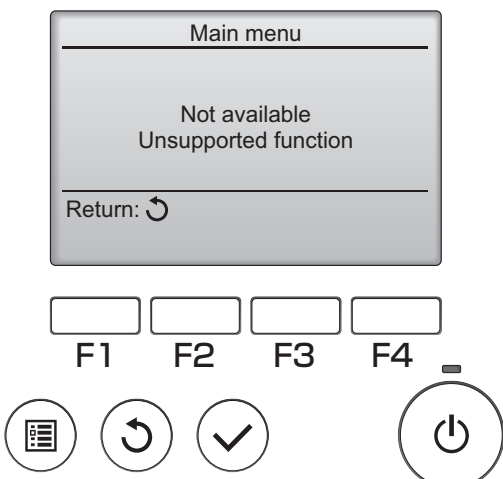 Main menu
Not available
Unsupported function
Return:
F1 F2 F3 F4